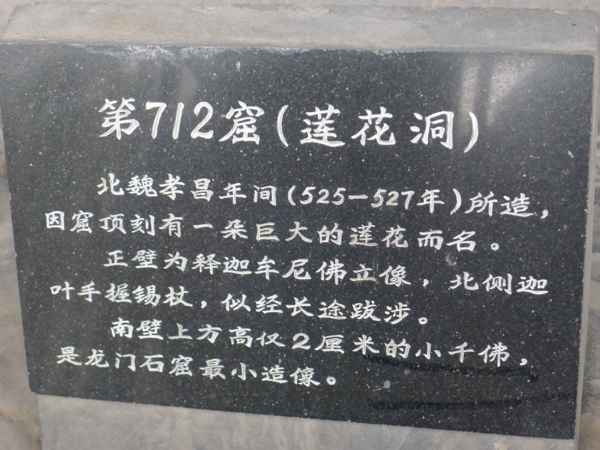 第712窟(莲花洞)
北魏孝昌年间(525-527年)所造,
因窟顶刻有一朵巨大的莲花而名。
正壁为释迦牟尼佛立像,北侧迦
叶手握锡杖,似经长途跋涉。
南壁上方高仅2厘米的小千佛,
是龙门石窟最小造像。